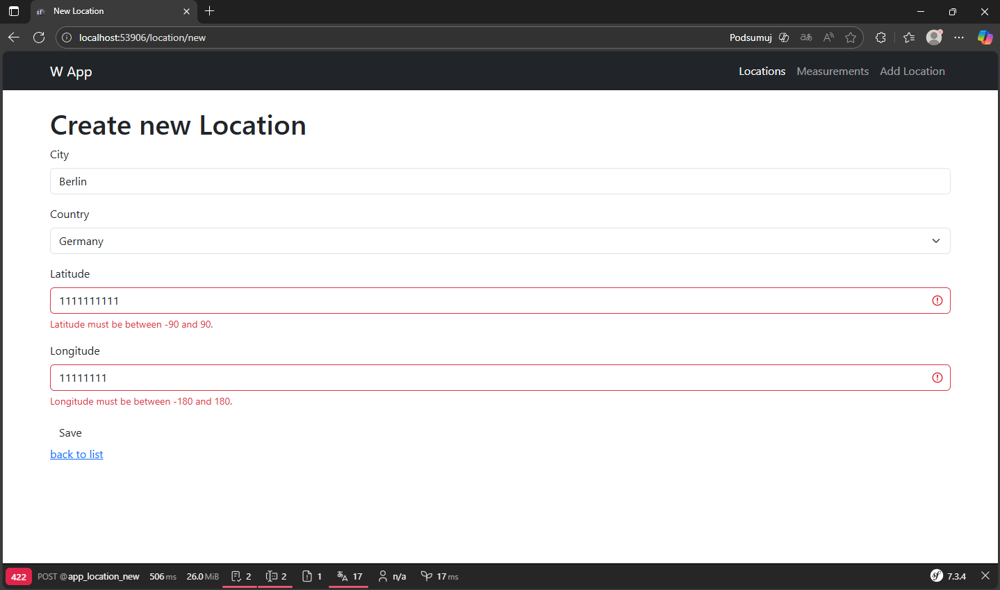 New Location
localhost:53906/location/new
Podsumuj
W App
Locations Measurements Add Location
Create new Location
City
Berlin
Country
Germany
Latitude
1111111111
Latitude must be between -90 and 90.
Longitude
11111111
Longitude must be between -180 and 180.
Save
back to list
422 POST @app_location_new 506 ms 26.0 MiB 2 2 1 17 n/a 17 ms 7.3.4